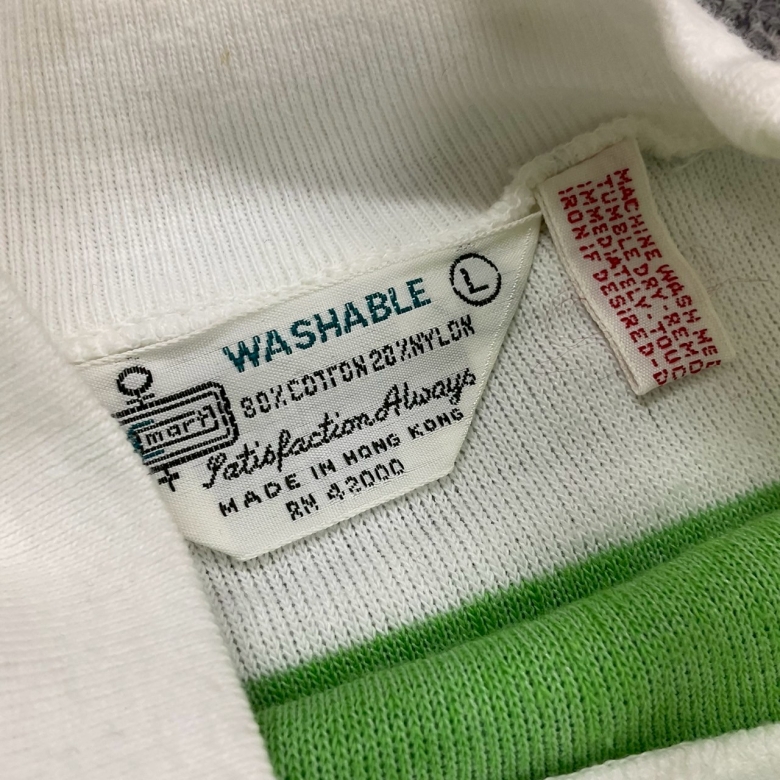 L
WASHABLE
80% COTTON 20% NYLON
mart
Satisfaction Always
MADE IN HONG KONG
RN 42000
MACHINE WASH
TUMBLE DRY.
IMMEDIATELY.
IRON IF DESIRED